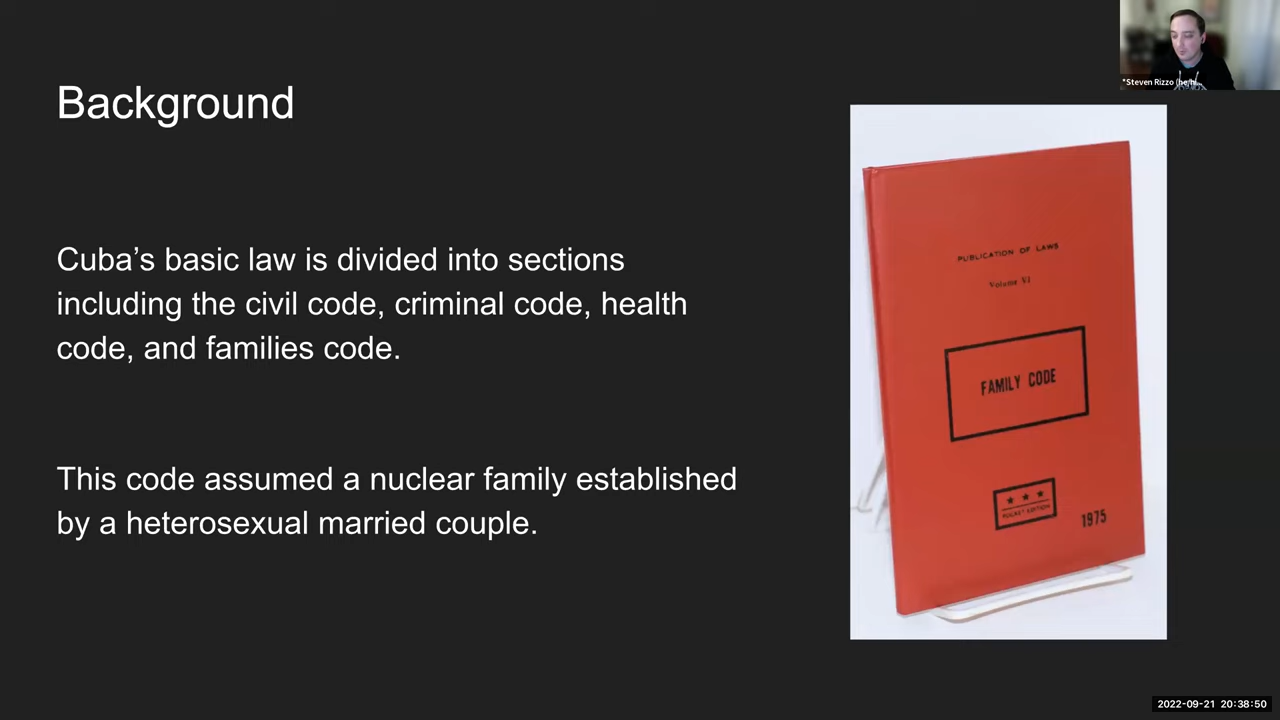 *Steven Rizzo (he/hi...
Background
Cuba's basic law is divided into sections
including the civil code, criminal code, health
code, and families code.
This code assumed a nuclear family established
by a heterosexual married couple.
PUBLICATION OF LAWS
Volume VI
FAMILY CODE
POCKET EDITION
1975
2022-09-21 20:38:50